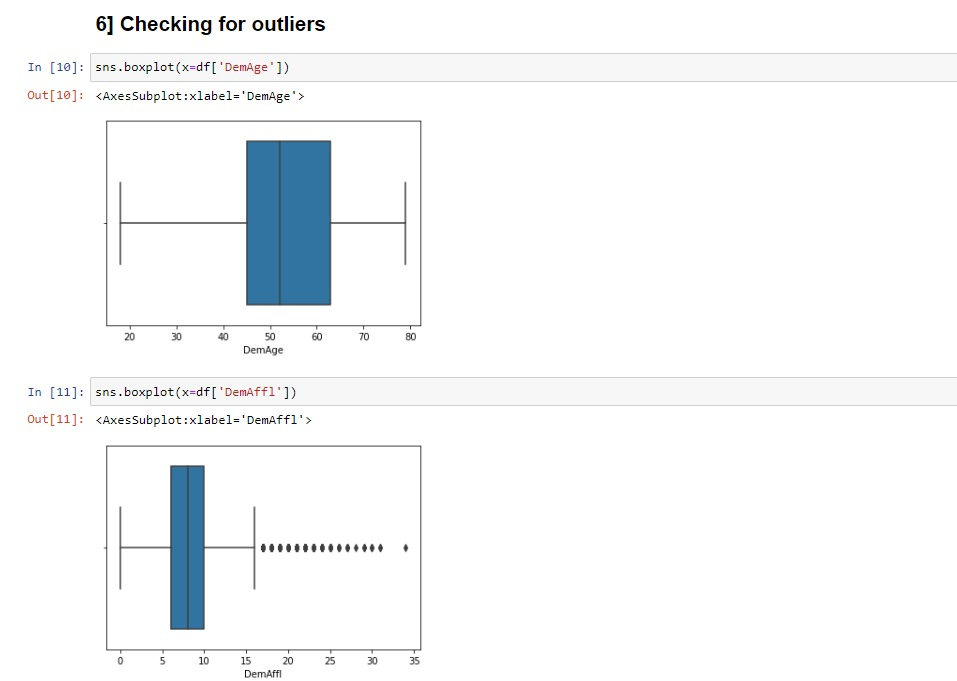 6] Checking for outliers
In [10]: sns.boxplot(x=df['DemAge'])
Out[10]: <AxesSubplot:xlabel='DemAge'>
20 30 40 50 60 70 80
DemAge
In [11]: sns.boxplot(x=df['DemAffl'])
Out[11]: <AxesSubplot:xlabel='DemAffl'>
0 5 10 15 20 25 30 35
DemAffl